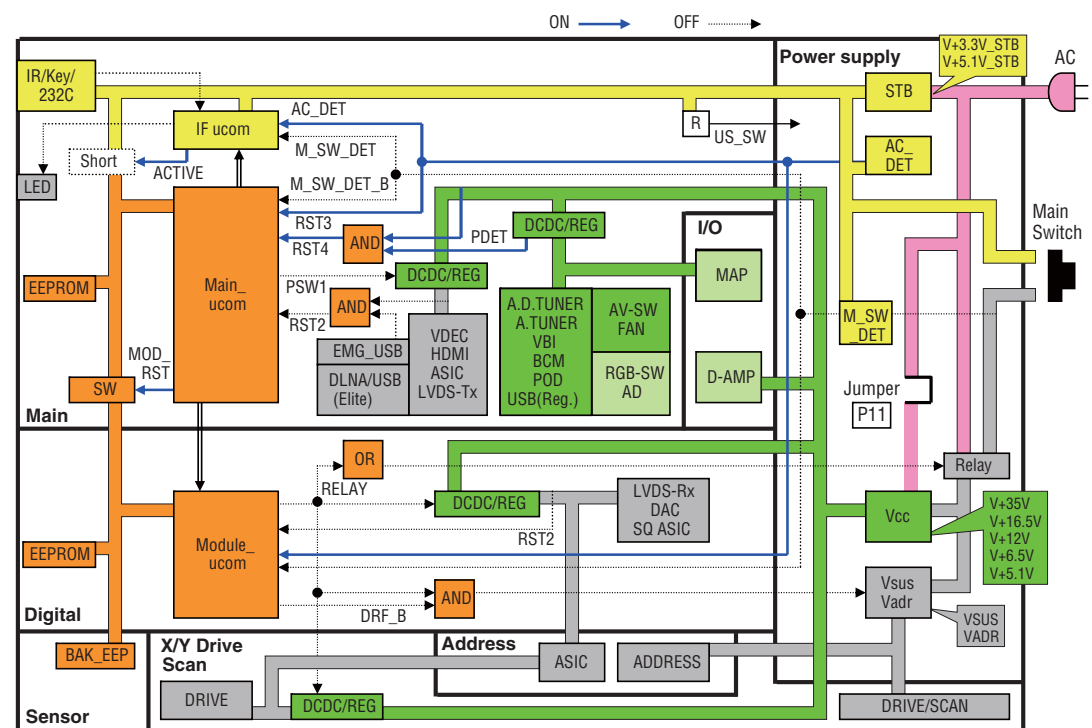 ON
OFF
Power supply
V+3.3V_STB
V+5.1V_STB
AC
IR/Key/
232C
STB
AC_DET
IF ucom
R
US_SW
Short
ACTIVE
M_SW_DET
AC_
DET
LED
M_SW_DET_B
RST3
RST4
AND
PDET
DCDC/REG
I/O
Main
Switch
EEPROM
Main_
ucom
PSW1
DCDC/REG
MAP
AND
RST2
A.D.TUNER
A.TUNER
VBI
BCM
POD
USB(Reg.)
AV-SW
FAN
M_SW
_DET
EMG_USB
VDEC
HDMI
ASIC
LVDS-Tx
DLNA/USB
(Elite)
RGB-SW
AD
D-AMP
MOD_
RST
SW
Jumper
P11
Main
OR
Relay
RELAY
DCDC/REG
LVDS-Rx
DAC
SQ ASIC
RST2
Vcc
V+35V
V+16.5V
V+12V
V+6.5V
V+5.1V
EEPROM
Module_
ucom
Vsus
Vadr
AND
DRF_B
VSUS
VADR
Digital
BAK_EEP
X/Y Drive
Scan
Address
ASIC
ADDRESS
DRIVE
DCDC/REG
DRIVE/SCAN
Sensor